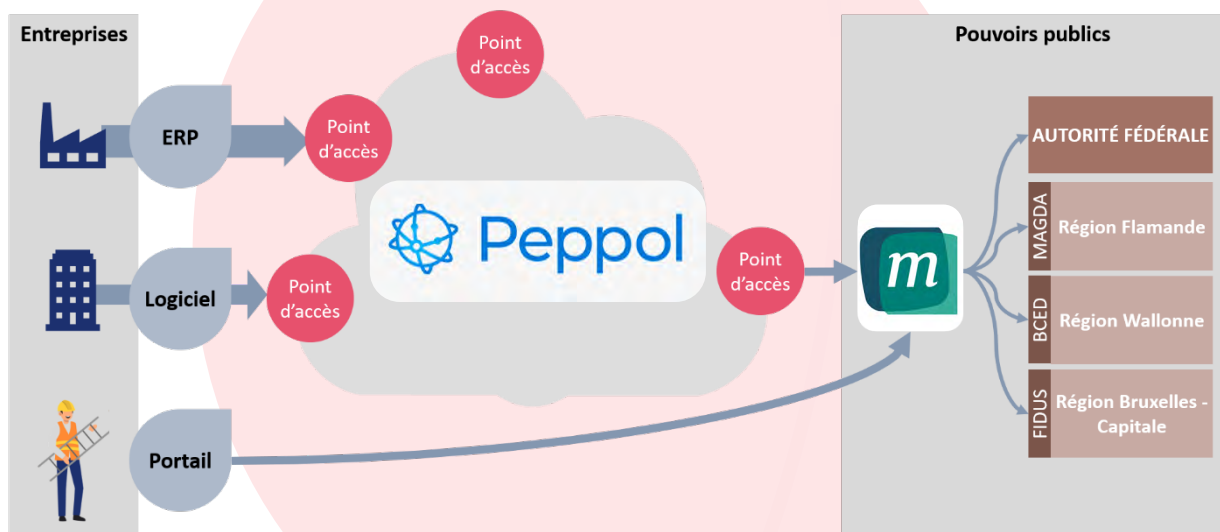 Entreprises
Pouvoirs publics
Point
d'accès
ERP
Point
d'accès
AUTORITÉ FÉDÉRALE
MAGDA
Région Flamande
Peppol
Logiciel
Point
d'accès
Point
d'accès
m
BCED
Région Wallonne
FIDUS
Région Bruxelles -
Capitale
Portail